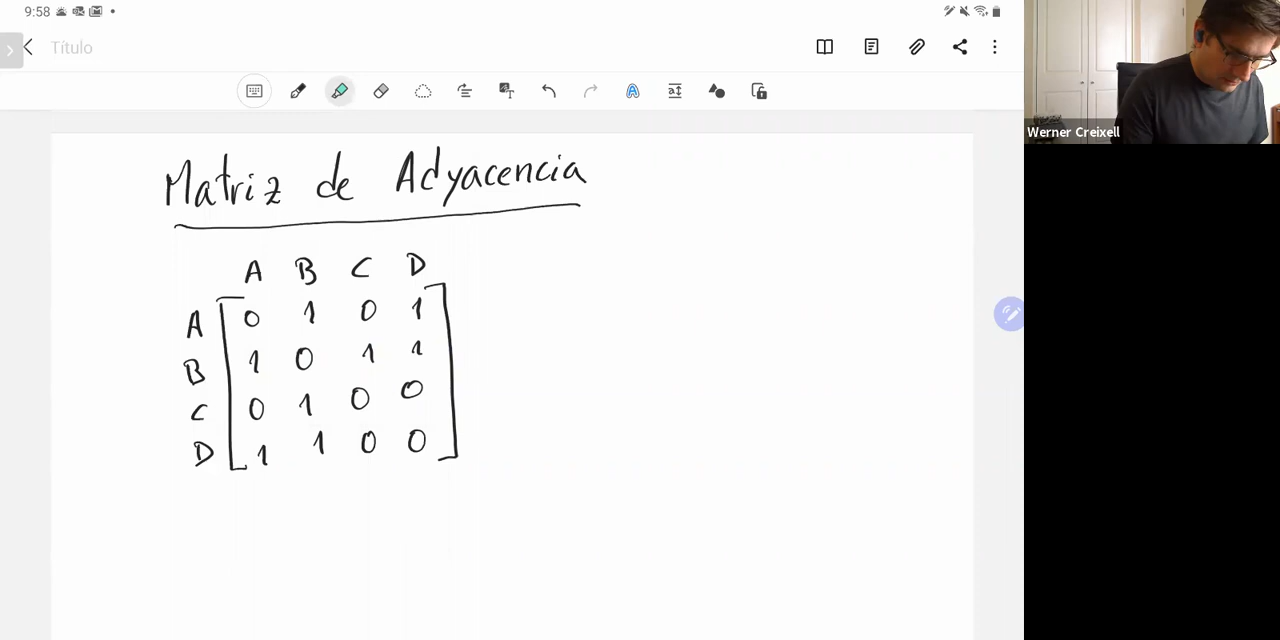 9:58
Título
Werner Creixell
Matriz de Adyacencia
A B C D
A 0 1 0 1
B 1 0 1 1
C 0 1 0 0
D 1 1 0 0